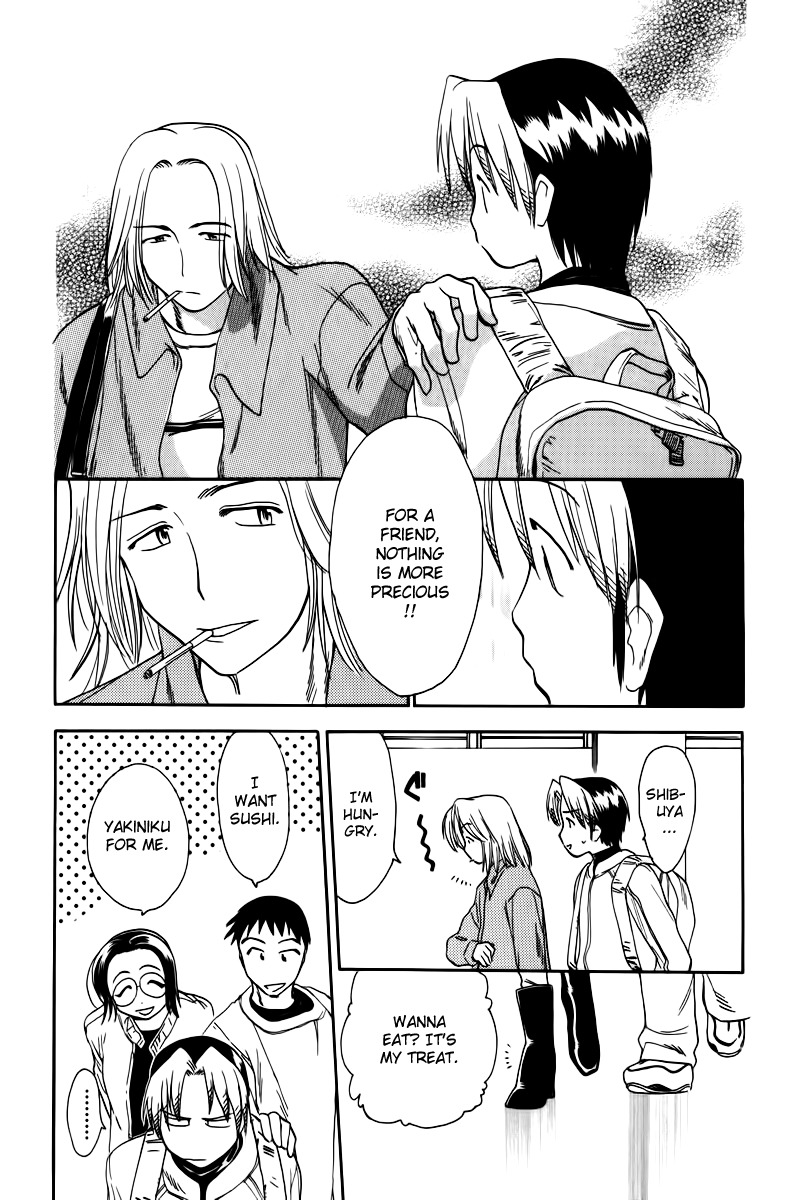 FOR A
FRIEND,
NOTHING
IS MORE
PRECIOUS
!!
SHIB-
UYA
...
I'M
HUN-
GRY.
WANNA
EAT? IT'S
MY TREAT.
I
WANT
SUSHI.
YAKINIKU
FOR ME.
........